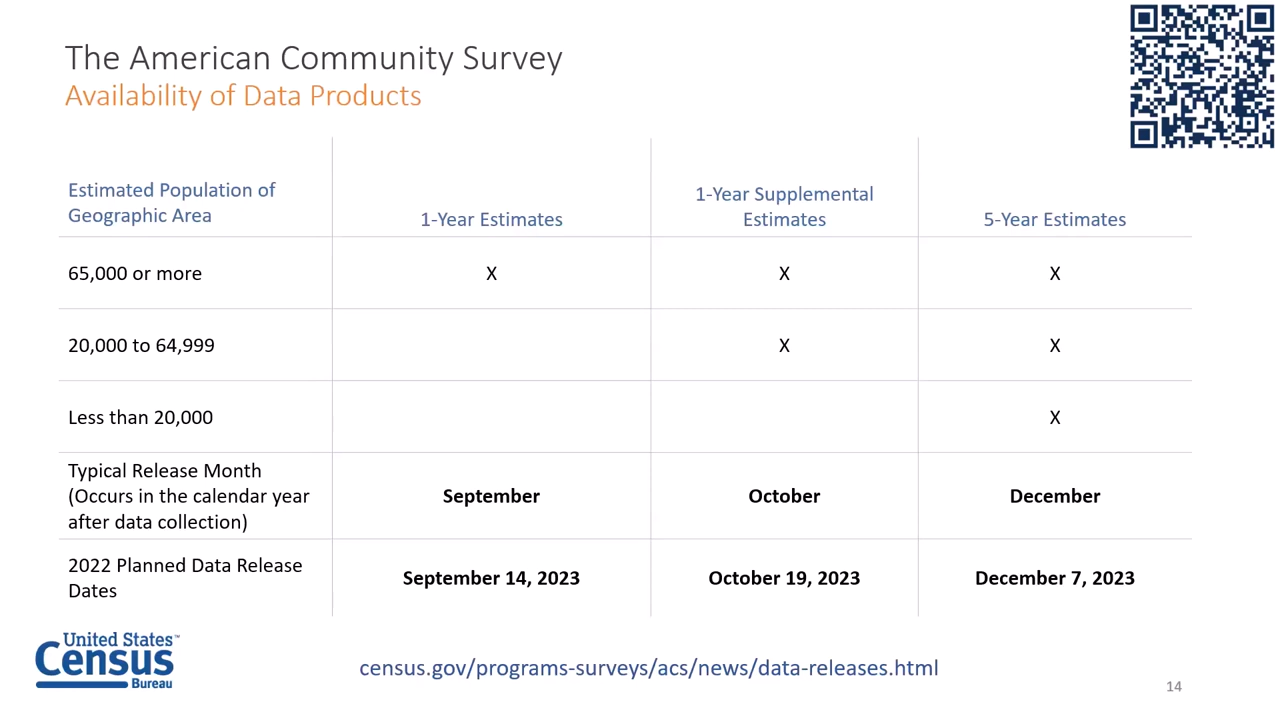 The American Community Survey
Availability of Data Products
Estimated Population of
Geographic Area
1-Year Estimates
1-Year Supplemental
Estimates
5-Year Estimates
65,000 or more
X
X
X
20,000 to 64,999
X
X
Less than 20,000
X
Typical Release Month
(Occurs in the calendar year
after data collection)
September
October
December
2022 Planned Data Release
Dates
September 14, 2023
October 19, 2023
December 7, 2023
United States™
Census
Bureau
census.gov/programs-surveys/acs/news/data-releases.html
14